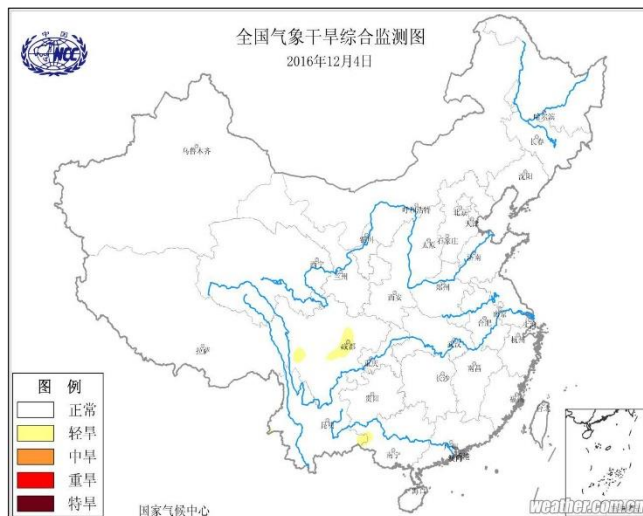 全国气象干旱综合监测图
2016年12月4日
中国
NCC
哈尔滨
长春
乌鲁木齐
沈阳
呼和浩特
北京
天津
银川
太原
石家庄
济南
西宁
兰州
郑州
西安
南京
合肥
上海
拉萨
成都
武汉
杭州
重庆
南昌
长沙
贵阳
福州
昆明
台北
南宁
图 例
正常
轻旱
中旱
重旱
特旱
国家气候中心
weather.com.cn